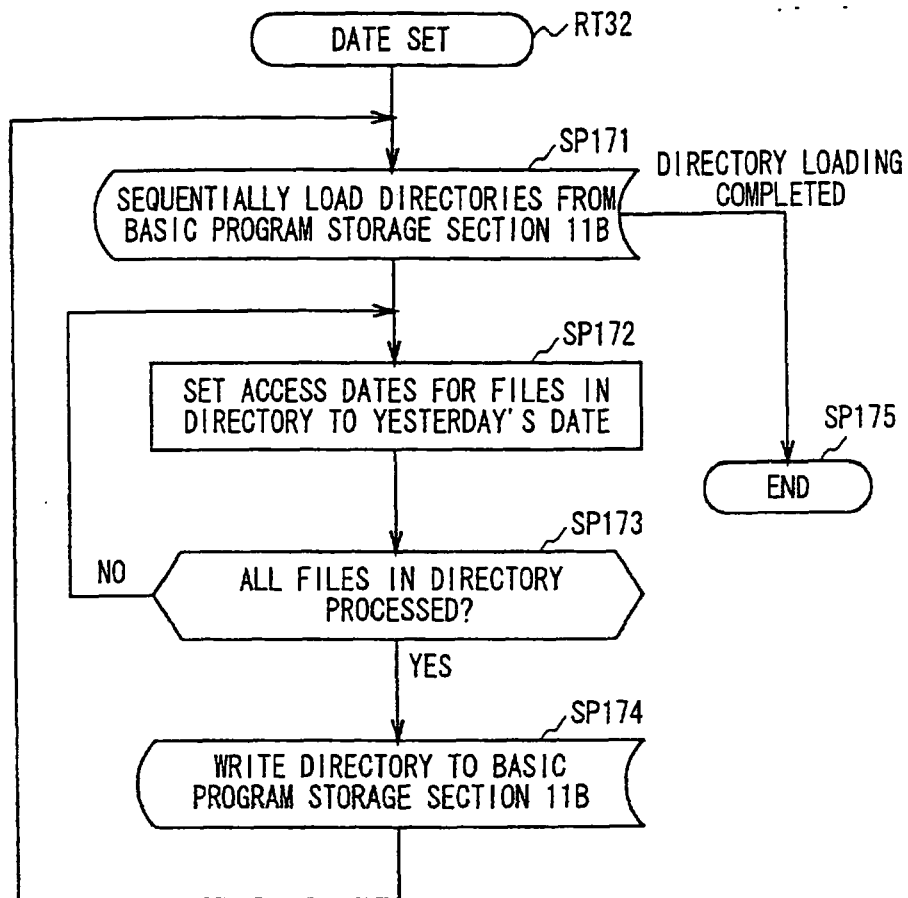 DATE SET
RT32
SP171
DIRECTORY LOADING
COMPLETED
SEQUENTIALLY LOAD DIRECTORIES FROM
BASIC PROGRAM STORAGE SECTION 11B
SP172
SET ACCESS DATES FOR FILES IN
DIRECTORY TO YESTERDAY'S DATE
SP175
END
SP173
NO
ALL FILES IN DIRECTORY
PROCESSED?
YES
SP174
WRITE DIRECTORY TO BASIC
PROGRAM STORAGE SECTION 11B